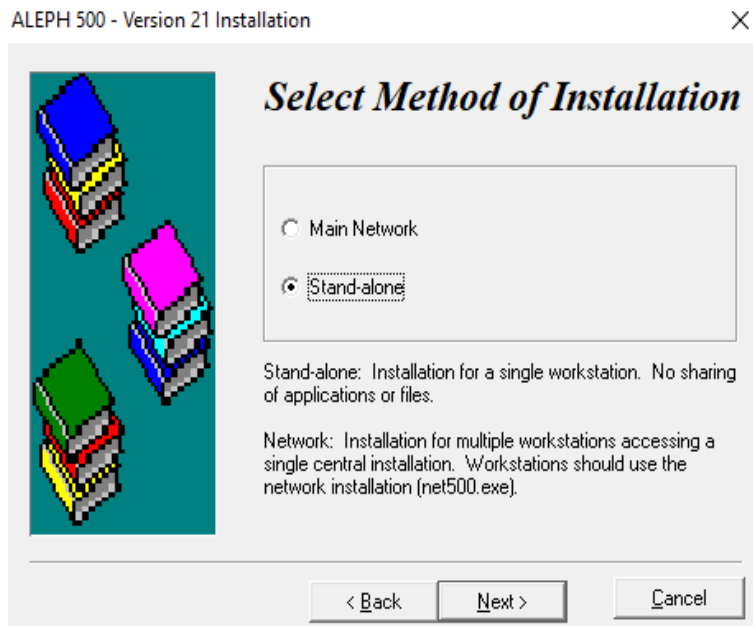 ALEPH 500 - Version 21 Installation
Select Method of Installation
Main Network
Stand-alone
Stand-alone: Installation for a single workstation. No sharing
of applications or files.
Network: Installation for multiple workstations accessing a
single central installation. Workstations should use the
network installation (net500.exe).
< Back
Next >
Cancel